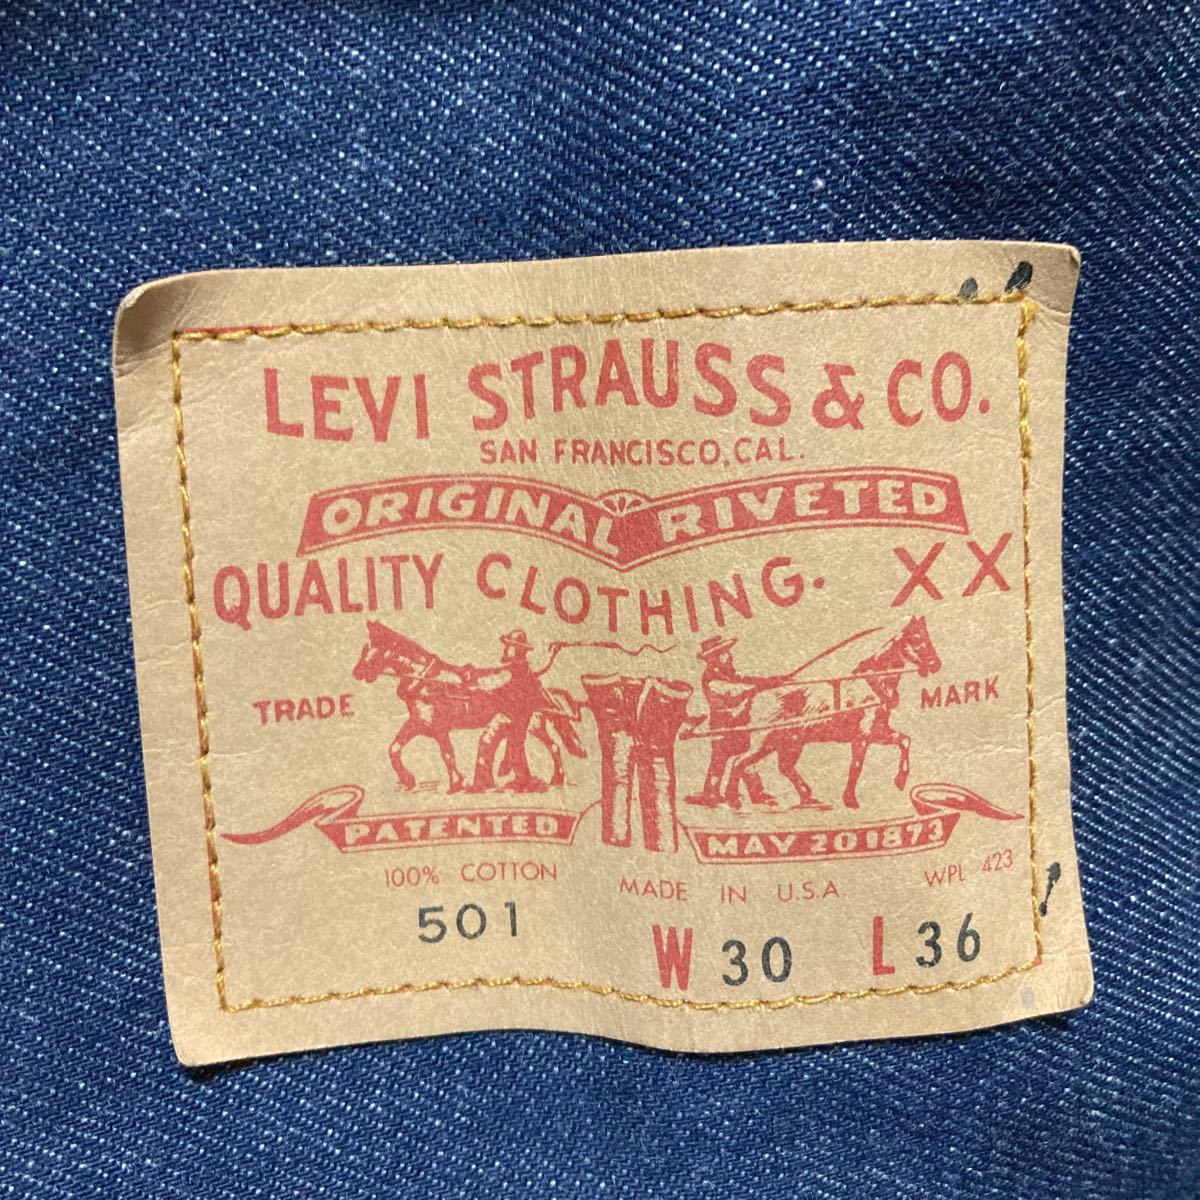 LEVI STRAUSS & CO.
SAN FRANCISCO, CAL.
ORIGINAL RIVETED
QUALITY CLOTHING. XX
TRADE MARK
PATENTED MAY 20 1873
100% COTTON MADE IN U.S.A. WPL 423
501 W 30 L 36